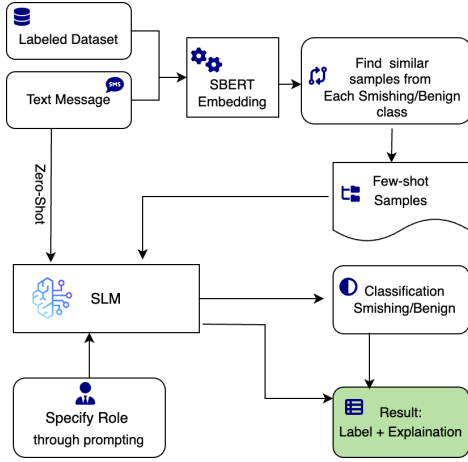 Labeled Dataset
SMS
Text Message
SBERT
Embedding
Find similar
samples from
Each Smishing/Benign
class
Zero-Shot
Few-shot
Samples
SLM
Classification
Smishing/Benign
Specify Role
through prompting
Result:
Label + Explaination